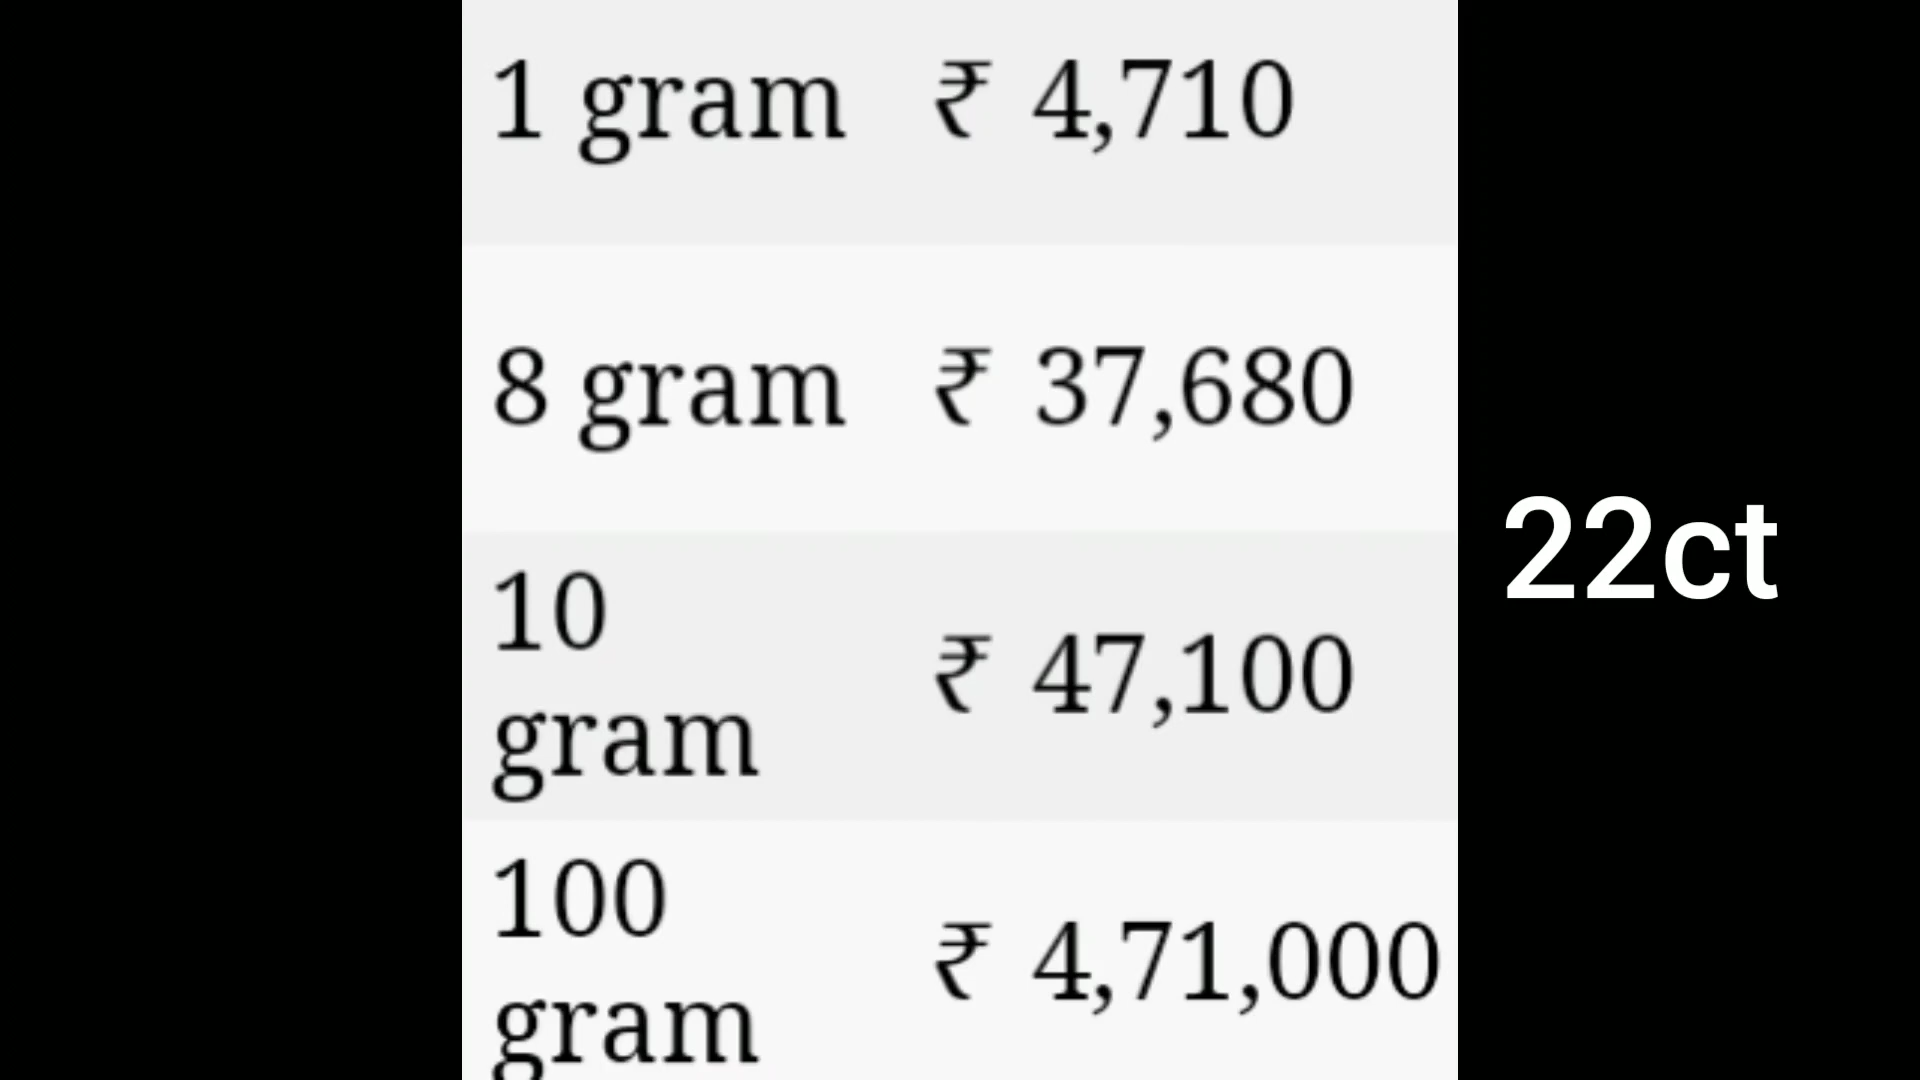 1 gram ₹ 4,710
8 gram ₹ 37,680
10
gram ₹ 47,100
100
gram ₹ 4,71,000
22ct